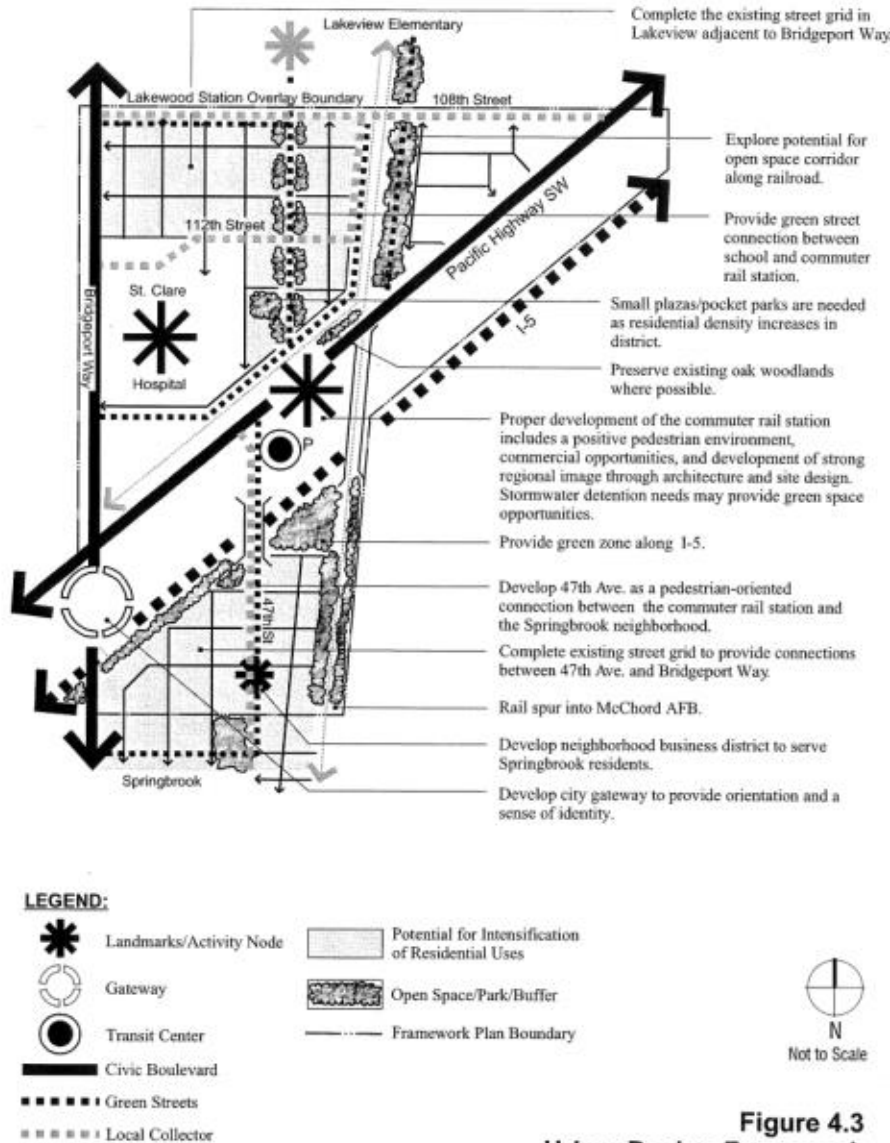 Lakeview Elementary
Complete the existing street grid in
Lakeview adjacent to Bridgeport Way.
Lakewood Station Overlay Boundary
108th Street
Explore potential for
open space corridor
along railroad.
Pacific Highway SW
112th Street
Provide green street
connection between
school and commuter
rail station.
St. Clare
Hospital
Bridgeport Way
I-5
Small plazas/pocket parks are needed
as residential density increases in
district.
Preserve existing oak woodlands
where possible.
P
Proper development of the commuter rail station
includes a positive pedestrian environment,
commercial opportunities, and development of strong
regional image through architecture and site design.
Stormwater detention needs may provide green space
opportunities.
Provide green zone along I-5.
47th St
Develop 47th Ave. as a pedestrian-oriented
connection between the commuter rail station and
the Springbrook neighborhood.
Complete existing street grid to provide connections
between 47th Ave. and Bridgeport Way.
Rail spur into McChord AFB.
Develop neighborhood business district to serve
Springbrook residents.
Springbrook
Develop city gateway to provide orientation and a
sense of identity.
LEGEND:
Landmarks/Activity Node
Gateway
Transit Center
Civic Boulevard
Green Streets
Local Collector
Potential for Intensification
of Residential Uses
Open Space/Park/Buffer
Framework Plan Boundary
N
Not to Scale
Figure 4.3